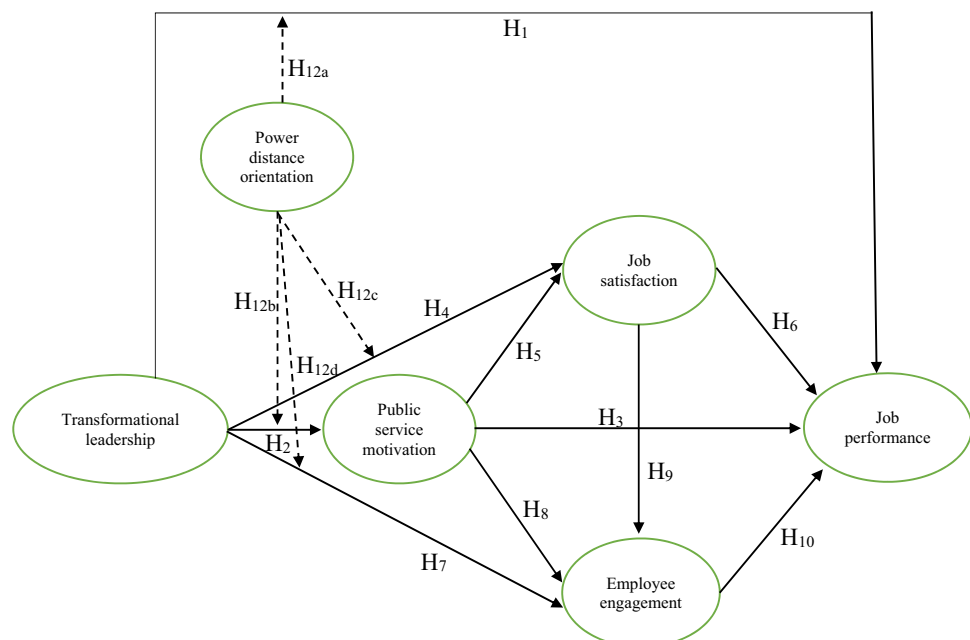 H1
H12a
Power
distance
orientation
Job
satisfaction
H12b
H12c
H4
H6
H5
H12d
Transformational
leadership
Public
service
motivation
H2
H3
Job
performance
H9
H8
H7
H10
Employee
engagement